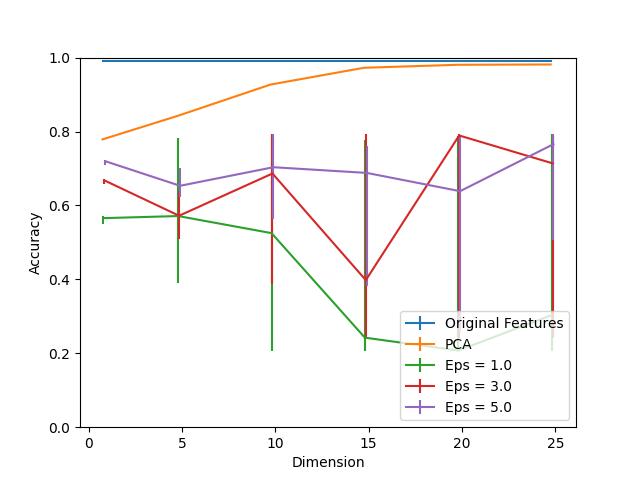 1.0
0.8
0.6
0.4
0.2
0.0
Accuracy
0
5
10
15
20
25
Dimension
Original Features
PCA
Eps = 1.0
Eps = 3.0
Eps = 5.0